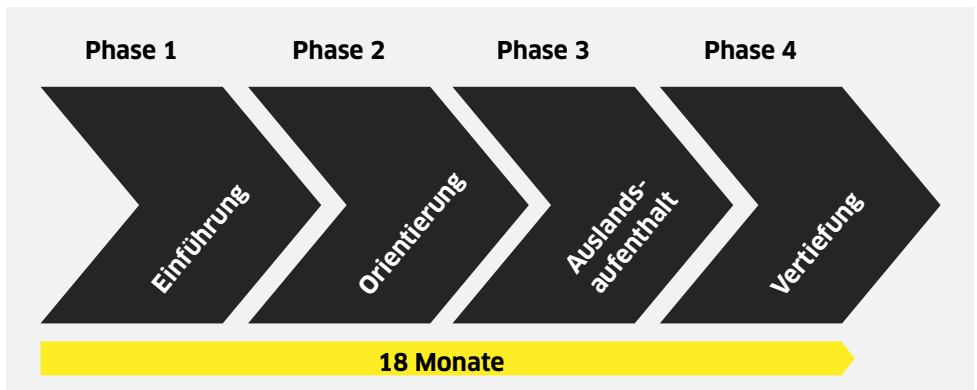 Phase 1
Phase 2
Phase 3
Phase 4
Einführung
Orientierung
Auslands-
aufenthalt
Vertiefung
18 Monate